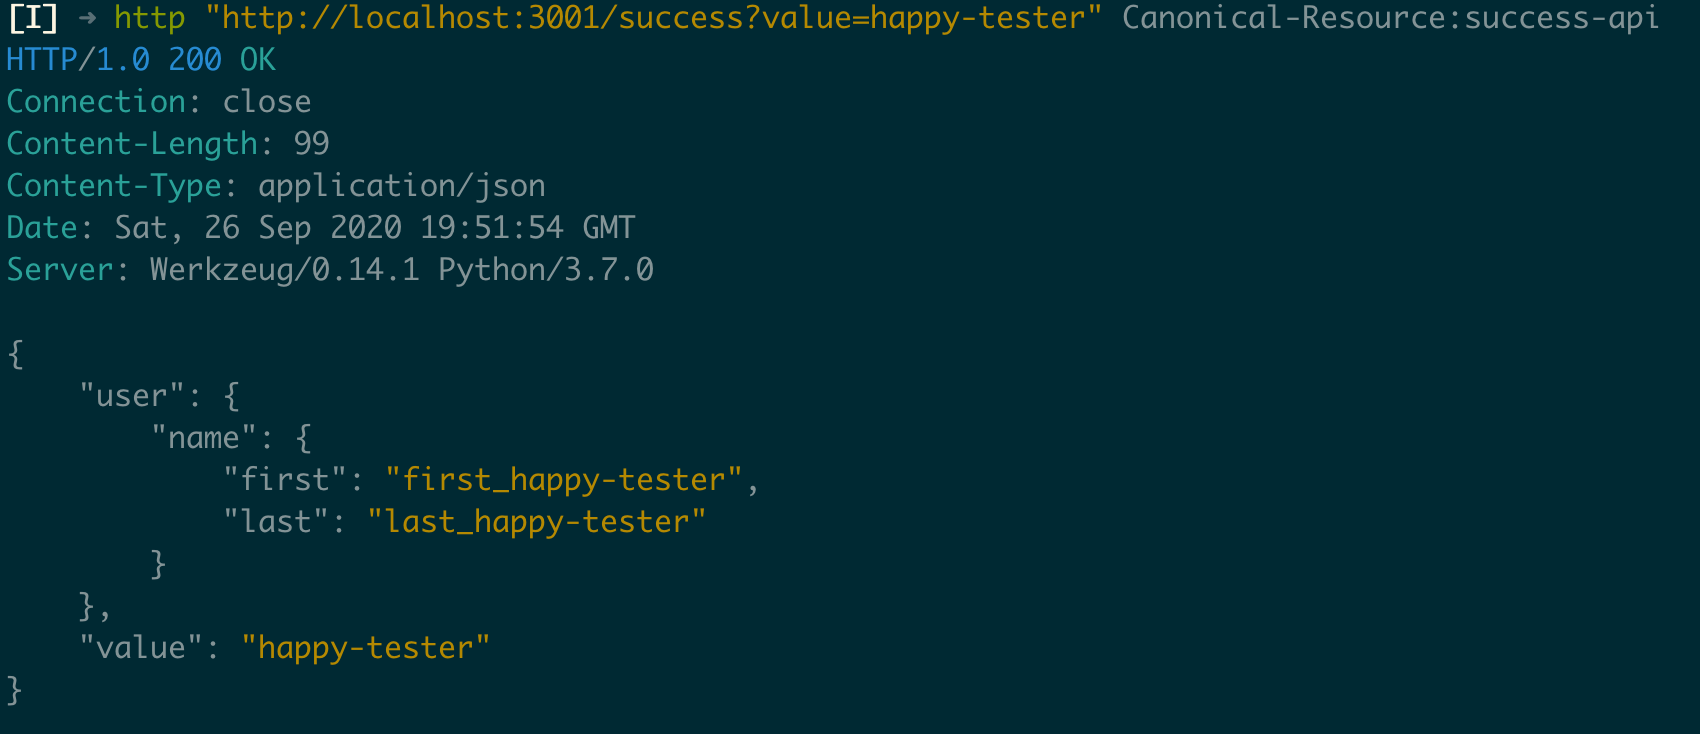 [I] ➜ http "http://localhost:3001/success?value=happy-tester" Canonical-Resource:success-api
HTTP/1.0 200 OK
Connection: close
Content-Length: 99
Content-Type: application/json
Date: Sat, 26 Sep 2020 19:51:54 GMT
Server: Werkzeug/0.14.1 Python/3.7.0

{
    "user": {
        "name": {
            "first": "first_happy-tester",
            "last": "last_happy-tester"
        }
    },
    "value": "happy-tester"
}